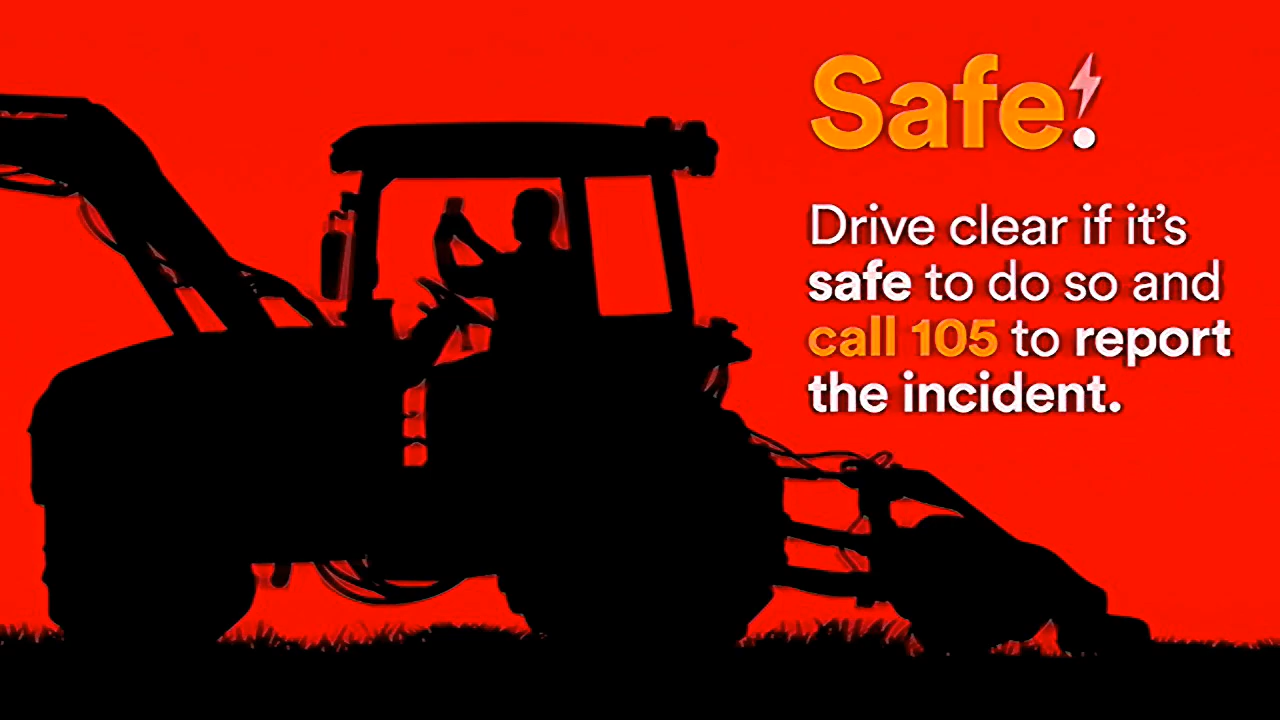 Safe!
Drive clear if it’s
safe to do so and
call 105 to report
the incident.